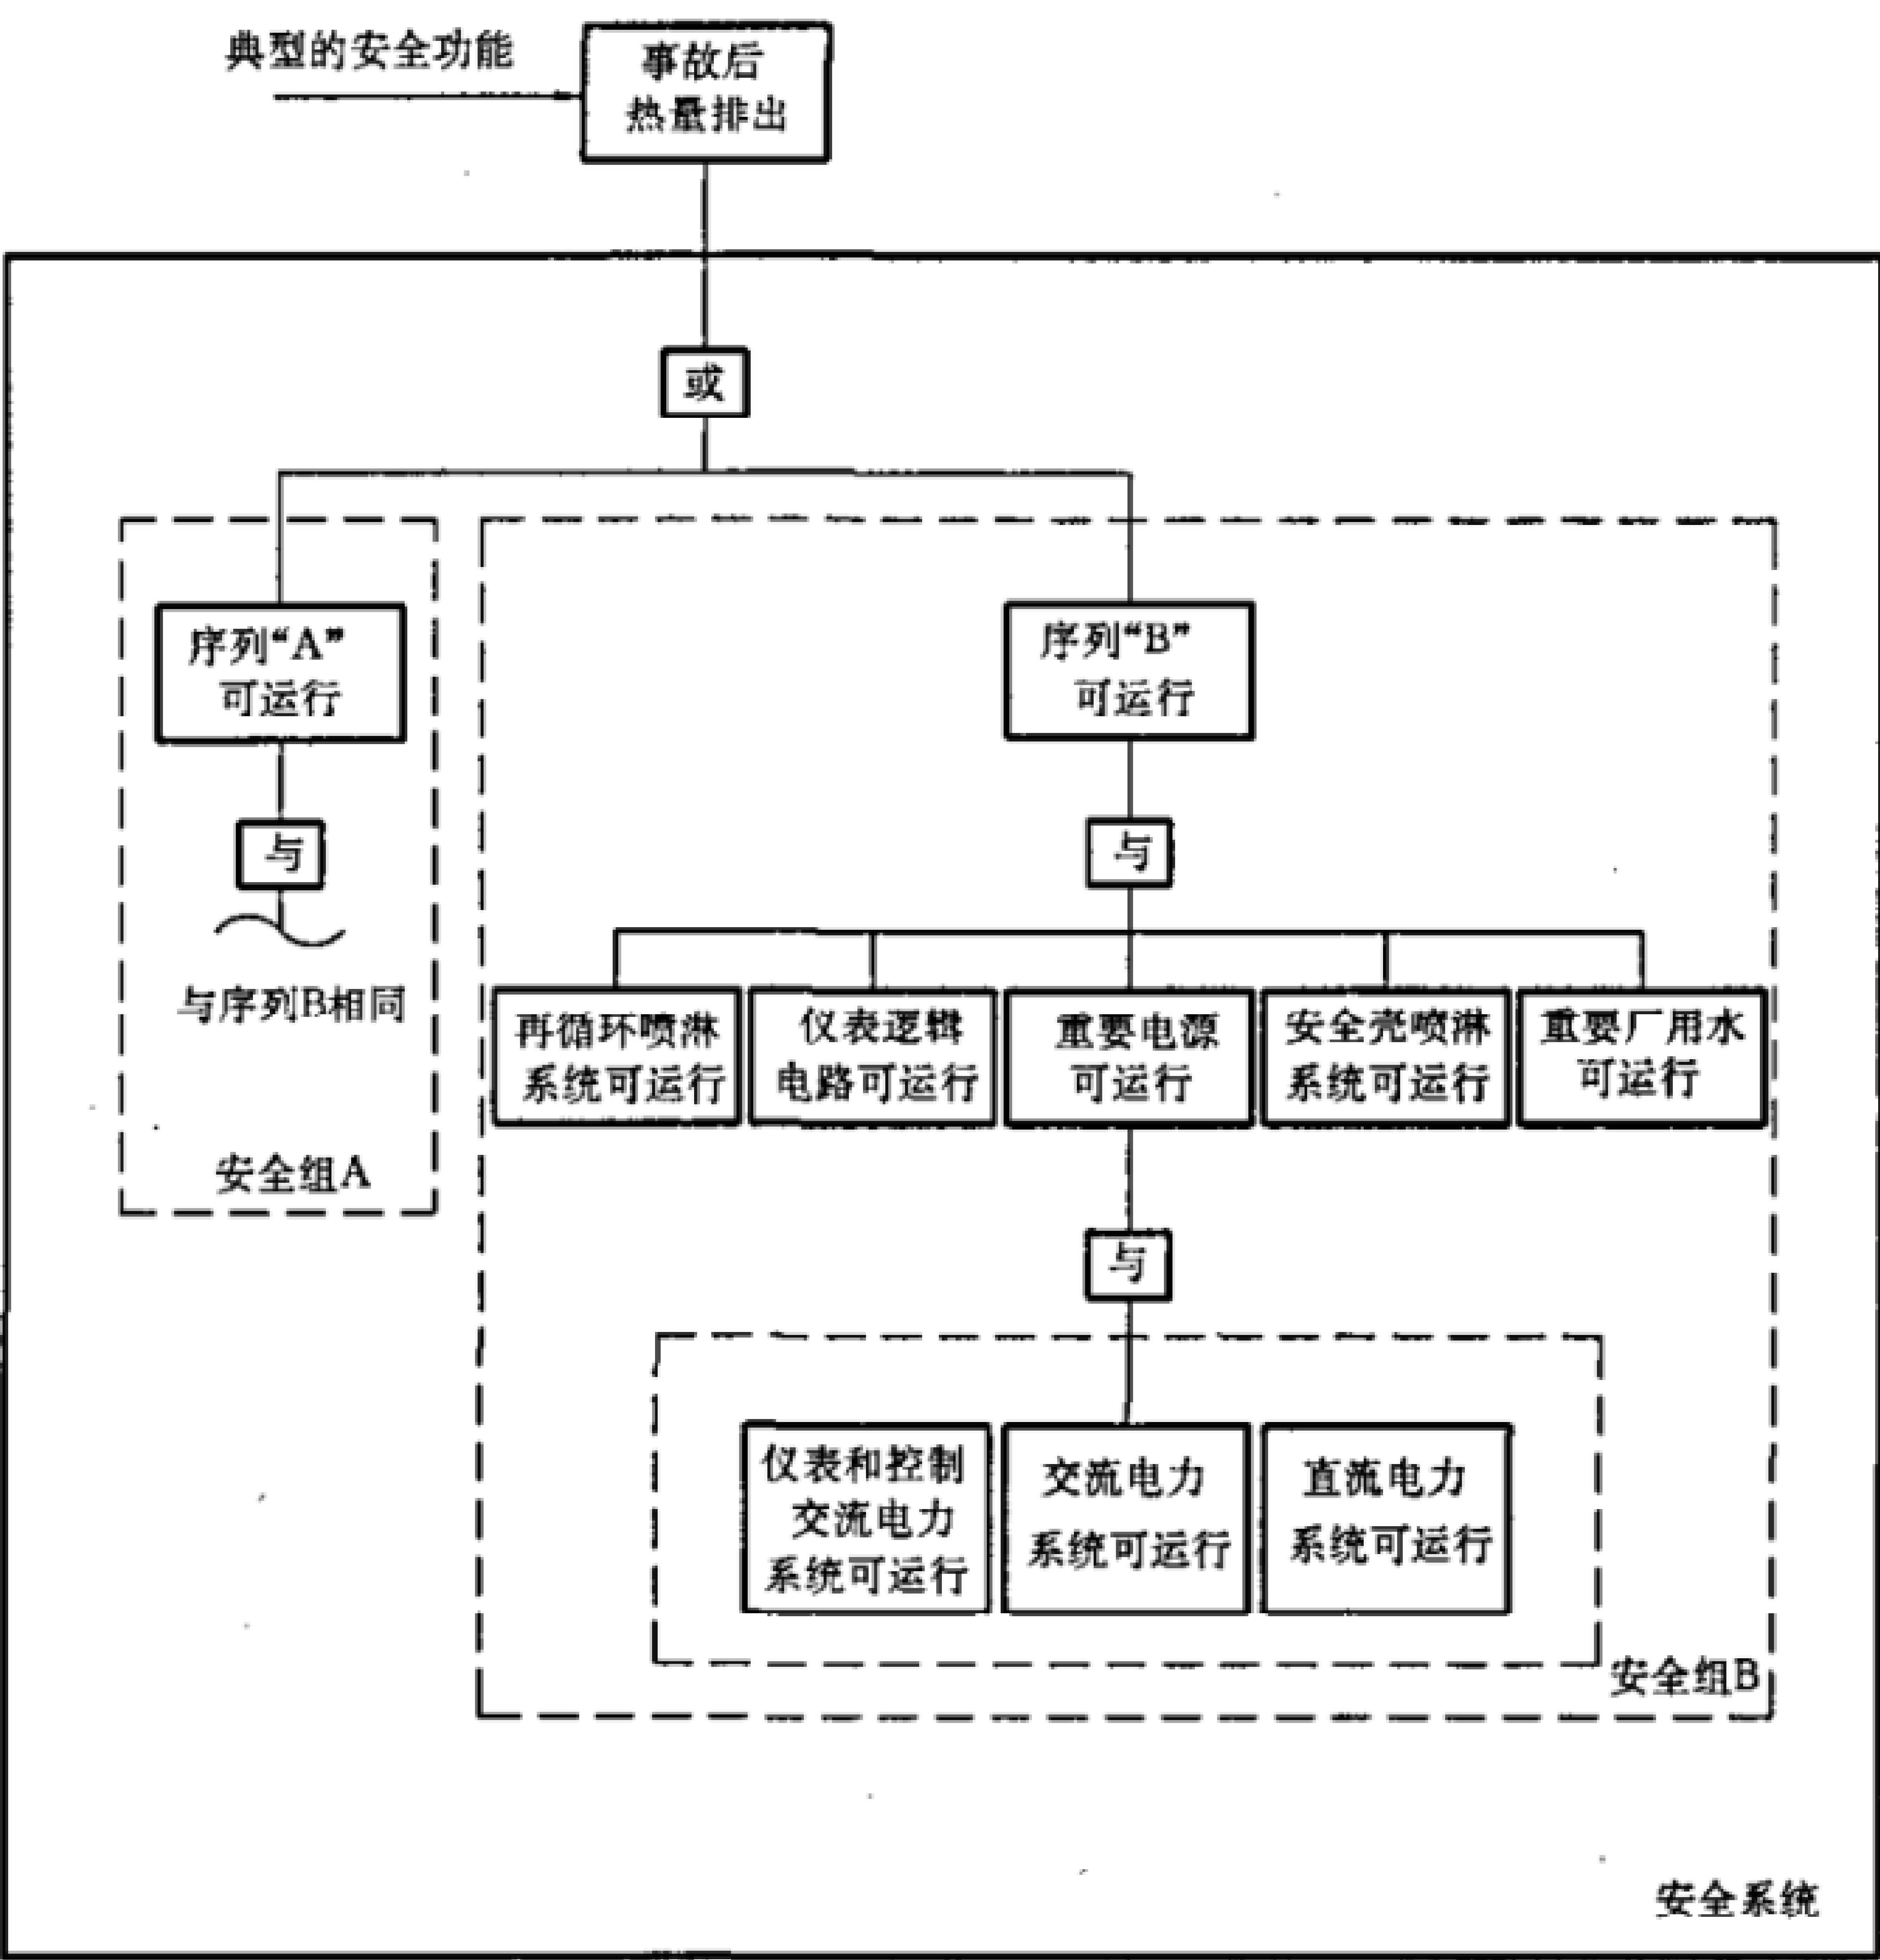 典型的安全功能
事故后
热量排出
或
序列“A”
可运行
序列“B”
可运行
与
与
与序列B相同
再循环喷淋
系统可运行
仪表逻辑
电路可运行
重要电源
可运行
安全壳喷淋
系统可运行
重要厂用水
可运行
安全组A
与
仪表和控制
交流电力
系统可运行
交流电力
系统可运行
直流电力
系统可运行
安全组B
安全系统